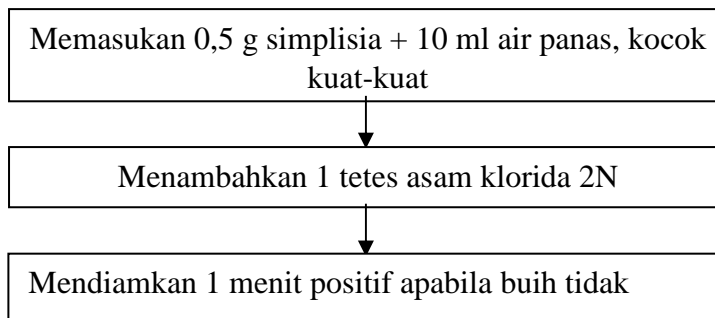 Memasukan 0,5 g simplisia + 10 ml air panas, kocok
kuat-kuat
Menambahkan 1 tetes asam klorida 2N
Mendiamkan 1 menit positif apabila buih tidak